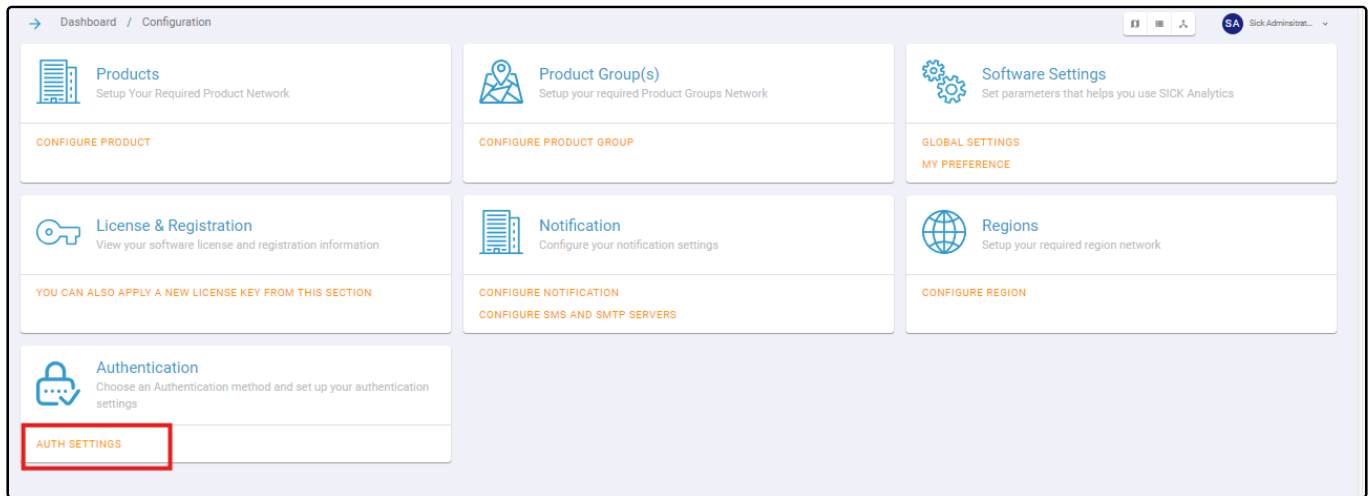 Dashboard / Configuration
SA Sick Adminsitrat...
Products
Setup Your Required Product Network
CONFIGURE PRODUCT
Product Group(s)
Setup your required Product Groups Network
CONFIGURE PRODUCT GROUP
Software Settings
Set parameters that helps you use SICK Analytics
GLOBAL SETTINGS
MY PREFERENCE
License & Registration
View your software license and registration information
YOU CAN ALSO APPLY A NEW LICENSE KEY FROM THIS SECTION
Notification
Configure your notification settings
CONFIGURE NOTIFICATION
CONFIGURE SMS AND SMTP SERVERS
Regions
Setup your required region network
CONFIGURE REGION
Authentication
Choose an Authentication method and set up your authentication
settings
AUTH SETTINGS